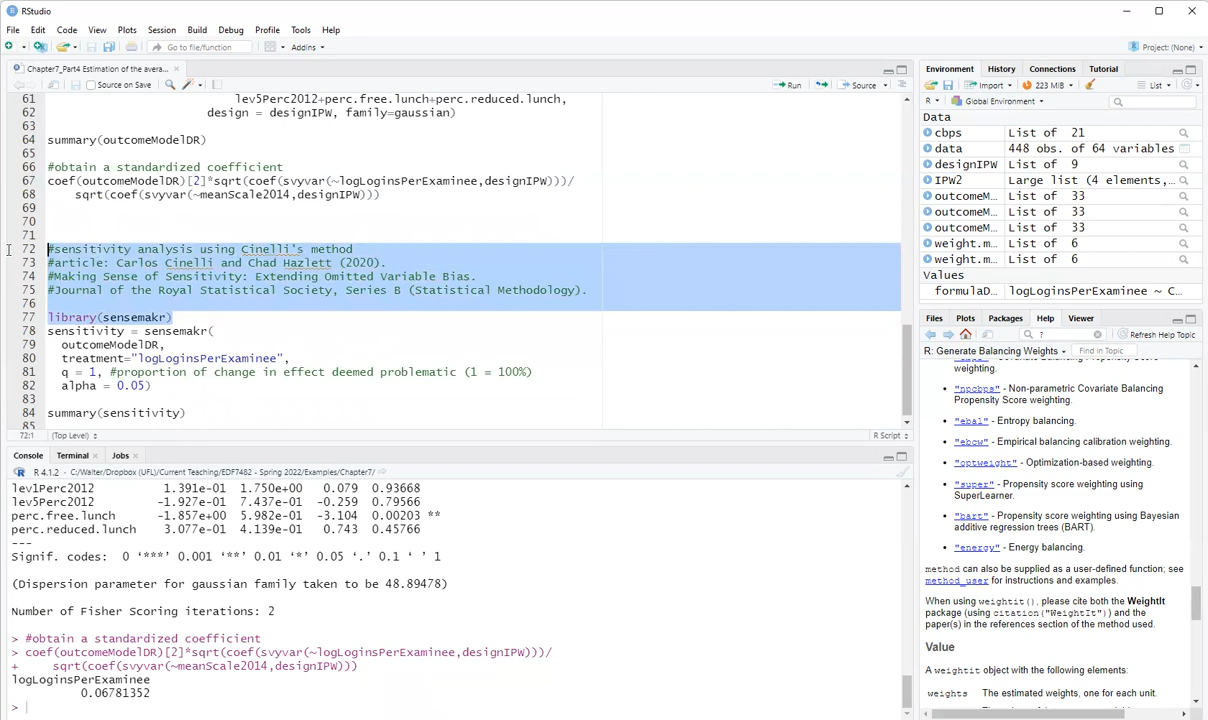 RStudio
File Edit Code View Plots Session Build Debug Profile Tools Help
Go to file/function Addins Project: (None)
Chapter7_Part4 Estimation of the avera...
Source on Save Run Source
61 lev5Perc2012+perc.free.lunch+perc.reduced.lunch,
62 design = designIPW, family=gaussian)
63
64 summary(outcomeModelDR)
65
66 #obtain a standardized coefficient
67 coef(outcomeModelDR)[2]*sqrt(coef(svyvar(~logLoginsPerExaminee,designIPW)))/
68 sqrt(coef(svyvar(~meanScale2014,designIPW)))
69
70
71
72 #sensitivity analysis using Cinelli's method
73 #article: Carlos Cinelli and Chad Hazlett (2020).
74 #Making Sense of Sensitivity: Extending Omitted Variable Bias.
75 #Journal of the Royal Statistical Society, Series B (Statistical Methodology).
76
77 library(sensemakr)
78 sensitivity = sensemakr(
79 outcomeModelDR,
80 treatment="logLoginsPerExaminee",
81 q = 1, #proportion of change in effect deemed problematic (1 = 100%)
82 alpha = 0.05)
83
84 summary(sensitivity)
85
72:1 (Top Level) R Script
Console Terminal Jobs
R 4.1.2 · C:/Walter/Dropbox (UFL)/Current Teaching/EDF7482 - Spring 2022/Examples/Chapter7/
lev1Perc2012 1.391e-01 1.750e+00 0.079 0.93668
lev5Perc2012 -1.927e-01 7.437e-01 -0.259 0.79566
perc.free.lunch -1.857e+00 5.982e-01 -3.104 0.00203 **
perc.reduced.lunch 3.077e-01 4.139e-01 0.743 0.45766
---
Signif. codes: 0 ‘***’ 0.001 ‘**’ 0.01 ‘*’ 0.05 ‘.’ 0.1 ‘ ’ 1
(Dispersion parameter for gaussian family taken to be 48.89478)
Number of Fisher Scoring iterations: 2
> #obtain a standardized coefficient
> coef(outcomeModelDR)[2]*sqrt(coef(svyvar(~logLoginsPerExaminee,designIPW)))/
+ sqrt(coef(svyvar(~meanScale2014,designIPW)))
logLoginsPerExaminee
0.06781352
>
Environment History Connections Tutorial
Import 223 MiB List
R Global Environment
Data
cbps List of 21
data 448 obs. of 64 variables
designIPW List of 9
IPW2 Large list (4 elements,...
outcomeM... List of 33
outcomeM... List of 33
outcomeM... List of 33
weight.m... List of 6
weight.m... List of 6
Values
formulaD... logLoginsPerExaminee ~ C...
Files Plots Packages Help Viewer
? Refresh Help Topic
R: Generate Balancing Weights Find in Topic
weighting.
"npcbps" - Non-parametric Covariate Balancing
Propensity Score weighting.
"ebal" - Entropy balancing.
"ebcw" - Empirical balancing calibration weighting.
"optweight" - Optimization-based weighting.
"super" - Propensity score weighting using
SuperLearner.
"bart" - Propensity score weighting using Bayesian
additive regression trees (BART).
"energy" - Energy balancing.
method can also be supplied as a user-defined function; see
method_user for instructions and examples.
When using weightit(), please cite both the WeightIt
package (using citation("WeightIt")) and the
paper(s) in the references section of the method used.
Value
A weightit object with the following elements:
weights The estimated weights, one for each unit.